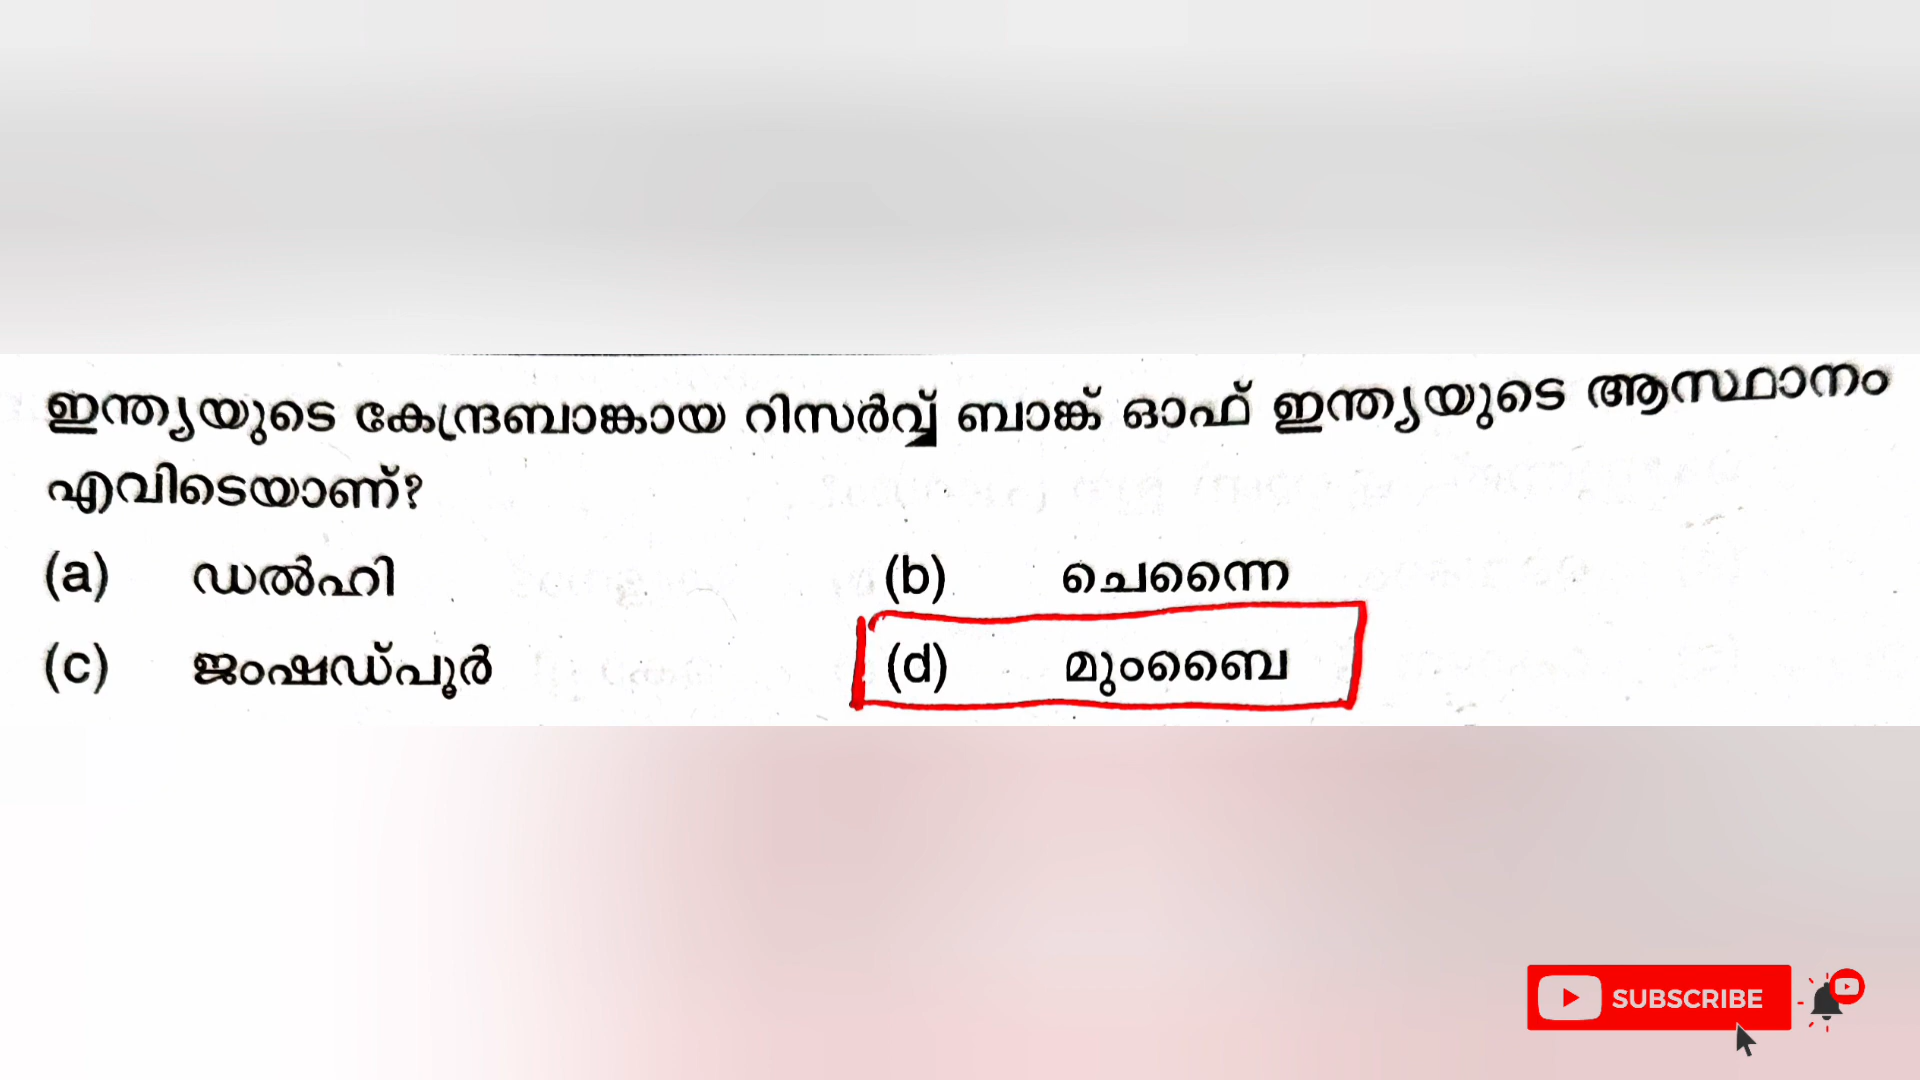 ഇന്ത്യയുടെ കേന്ദ്രബാങ്കായ റിസർവ്വ് ബാങ്ക് ഓഫ് ഇന്ത്യയുടെ ആസ്ഥാനം
എവിടെയാണ്?
(a) ഡൽഹി (b) ചെന്നൈ
(c) ജംഷഡ്പൂർ (d) മുംബൈ
SUBSCRIBE